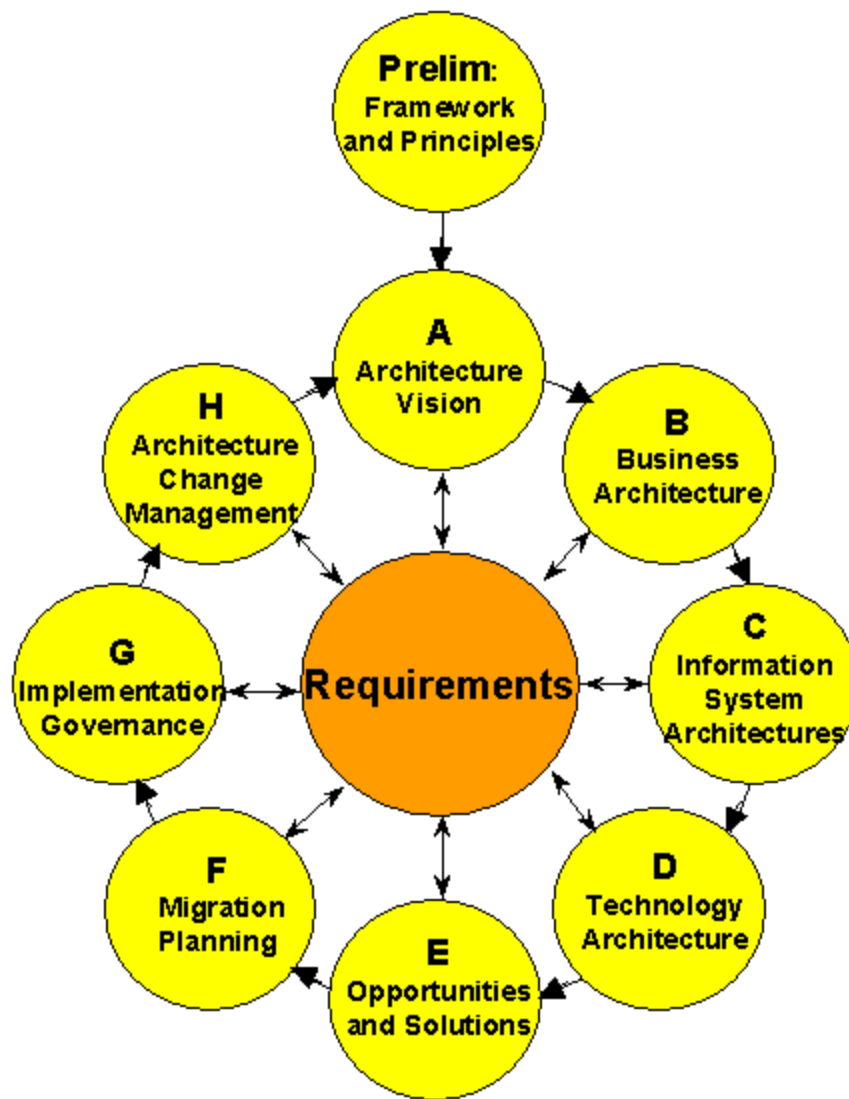 Prelim:
Framework
and Principles
A
Architecture
Vision
B
Business
Architecture
C
Information
System
Architectures
D
Technology
Architecture
E
Opportunities
and Solutions
F
Migration
Planning
G
Implementation
Governance
H
Architecture
Change
Management
Requirements